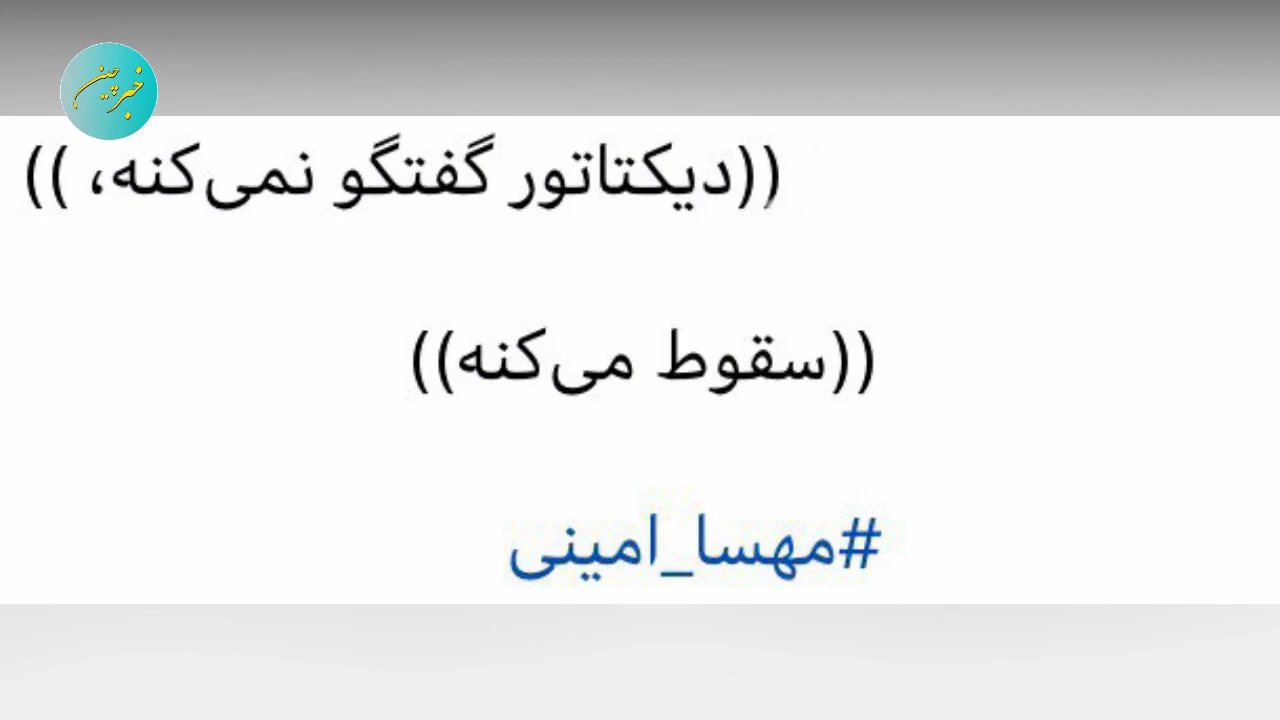 خبرچین
((دیکتاتور گفتگو نمی‌کنه، ))
((سقوط می‌کنه))
#مهسا_امینی